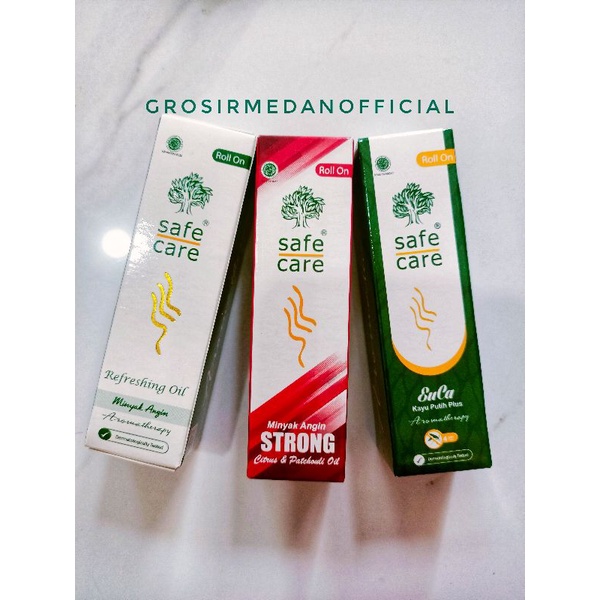 GROSIRMEDANOFFICIAL
Roll On
safe
care
®
Refreshing Oil
Minyak Angin
Aromatherapy
Dermatologically Tested
Roll On
safe
care
®
Minyak Angin
STRONG
Citrus & Patchouli Oil
Roll On
safe
care
®
EuCa
Kayu Putih Plus
Aromatherapy
Dermatologically Tested